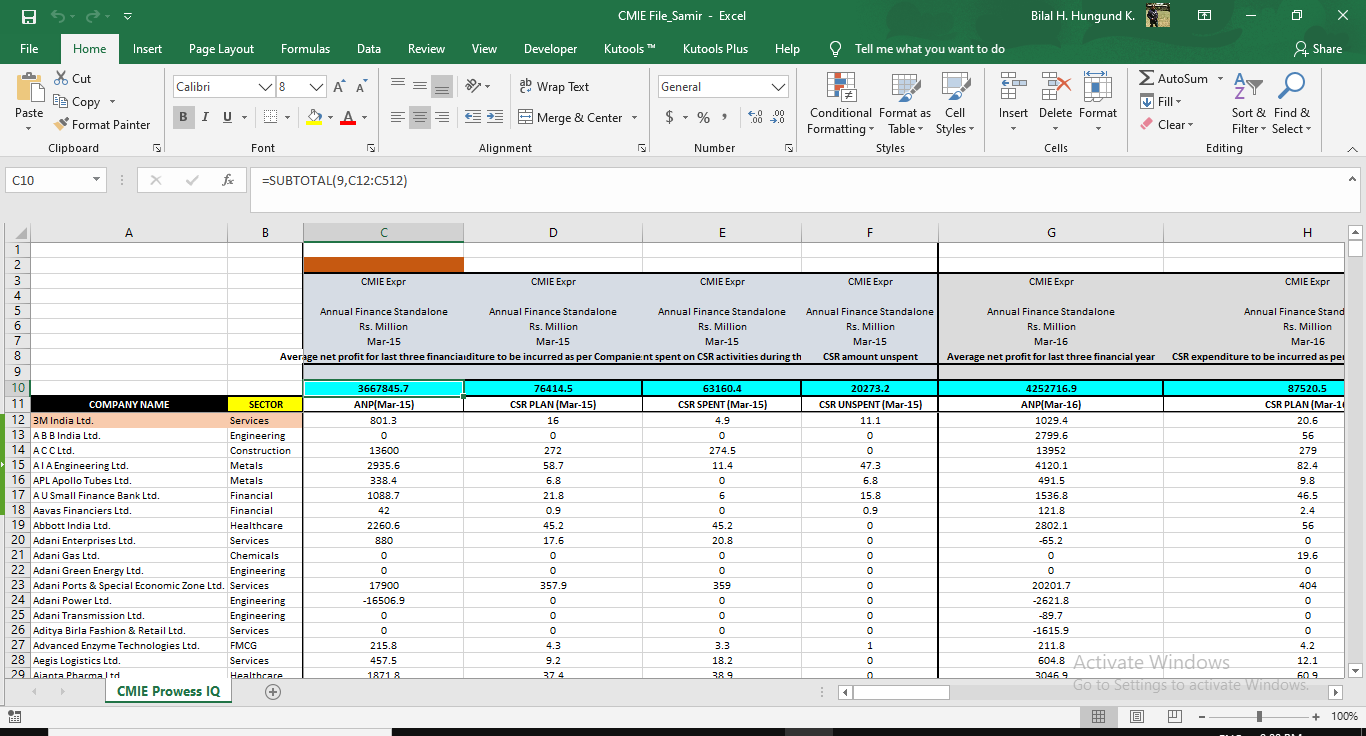 CMIE File_Samir - Excel
Bilal H. Hungund K.
File Home Insert Page Layout Formulas Data Review View Developer Kutools ™ Kutools Plus Help Tell me what you want to do Share
Paste Cut Copy Format Painter Clipboard
Calibri 8 B I U A A A Font
Wrap Text Merge & Center Alignment
General $ % , .00 .0 Number
Conditional Formatting Format as Table Cell Styles Styles
Insert Delete Format Cells
AutoSum Fill Clear Sort & Filter Find & Select Editing
C10 fx =SUBTOTAL(9,C12:C512)
A B C D E F G H
1
2
3 CMIE Expr CMIE Expr CMIE Expr CMIE Expr CMIE Expr CMIE Expr
4
5 Annual Finance Standalone Annual Finance Standalone Annual Finance Standalone Annual Finance Standalone Annual Finance Standalone Annual Finance Stand
6 Rs. Million Rs. Million Rs. Million Rs. Million Rs. Million Rs. Million
7 Mar-15 Mar-15 Mar-15 Mar-15 Mar-16 Mar-16
8 Average net profit for last three financia diture to be incurred as per Companie nt spent on CSR activities during th CSR amount unspent Average net profit for last three financial year CSR expenditure to be incurred as per
9
10 3667845.7 76414.5 63160.4 20273.2 4252716.9 87520.5
11 COMPANY NAME SECTOR ANP(Mar-15) CSR PLAN (Mar-15) CSR SPENT (Mar-15) CSR UNSPENT (Mar-15) ANP(Mar-16) CSR PLAN (Mar-1
12 3M India Ltd. Services 801.3 16 4.9 11.1 1029.4 20.6
13 A B B India Ltd. Engineering 0 0 0 0 2799.6 56
14 A C C Ltd. Construction 13600 272 274.5 0 13952 279
15 A I A Engineering Ltd. Metals 2935.6 58.7 11.4 47.3 4120.1 82.4
16 APL Apollo Tubes Ltd. Metals 338.4 6.8 0 6.8 491.5 9.8
17 A U Small Finance Bank Ltd. Financial 1088.7 21.8 6 15.8 1536.8 46.5
18 Aavas Financiers Ltd. Financial 42 0.9 0 0.9 121.8 2.4
19 Abbott India Ltd. Healthcare 2260.6 45.2 45.2 0 2802.1 56
20 Adani Enterprises Ltd. Services 880 17.6 20.8 0 -65.2 0
21 Adani Gas Ltd. Chemicals 0 0 0 0 0 19.6
22 Adani Green Energy Ltd. Engineering 0 0 0 0 0 0
23 Adani Ports & Special Economic Zone Ltd. Services 17900 357.9 359 0 20201.7 404
24 Adani Power Ltd. Engineering -16506.9 0 0 0 -2621.8 0
25 Adani Transmission Ltd. Engineering 0 0 0 0 -89.7 0
26 Aditya Birla Fashion & Retail Ltd. Services 0 0 0 0 -1615.9 0
27 Advanced Enzyme Technologies Ltd. FMCG 215.8 4.3 3.3 1 211.8 4.2
28 Aegis Logistics Ltd. Services 457.5 9.2 18.2 0 604.8 12.1
29 Ajanta Pharma Ltd Healthcare 1871.8 37.4 38.9 0 3046.9 60.9
Activate Windows
Go to Settings to activate Windows.
CMIE Prowess IQ
100%